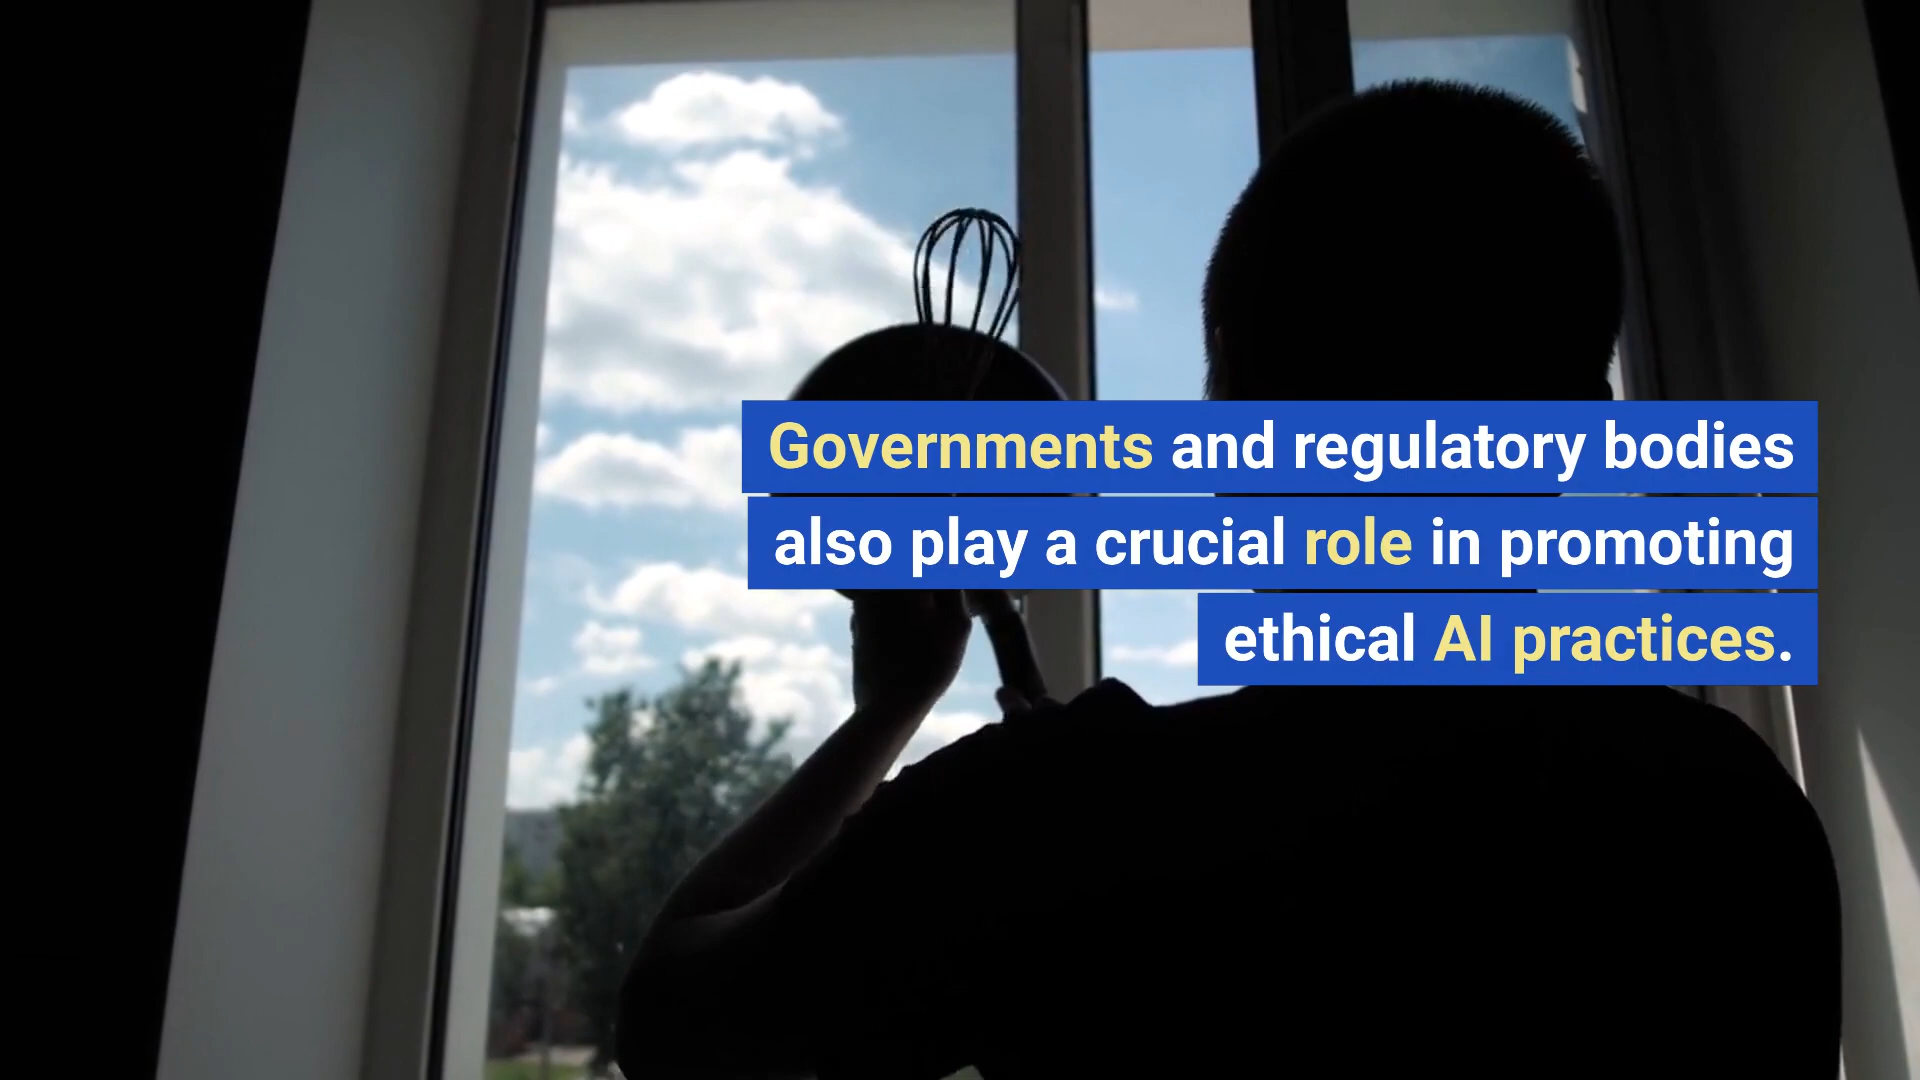 Governments and regulatory bodies
also play a crucial role in promoting
ethical AI practices.